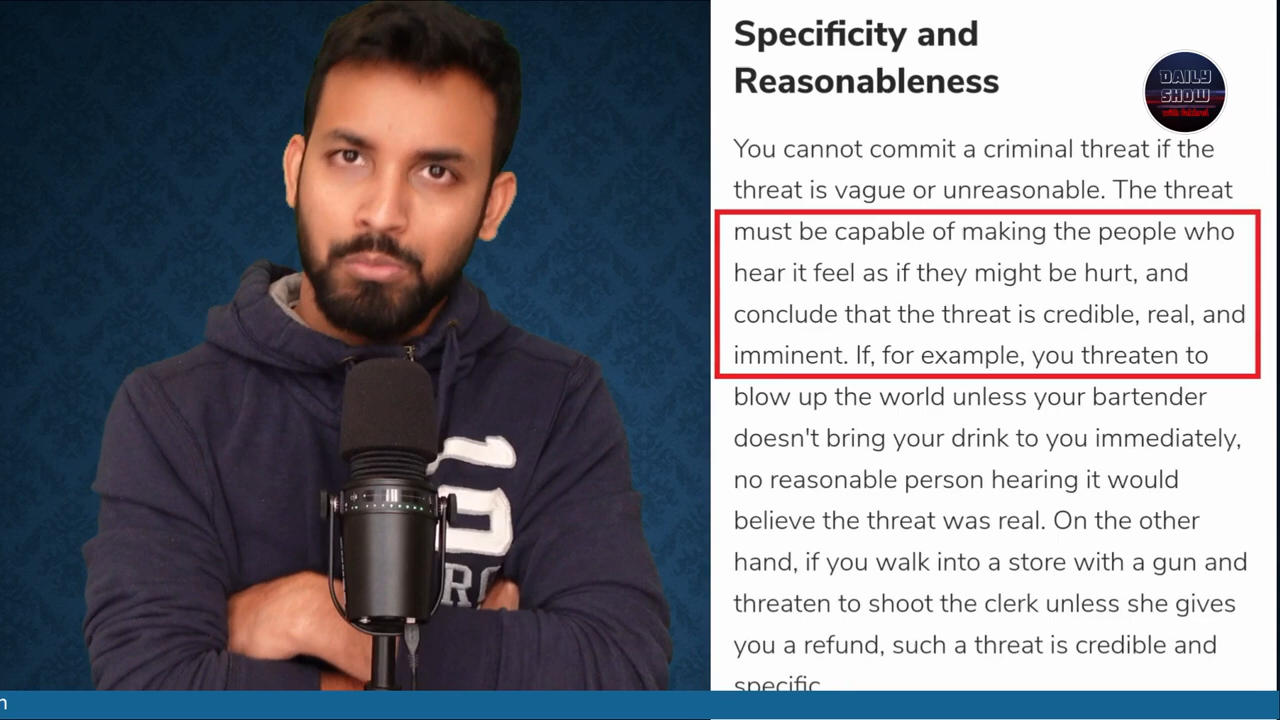 Specificity and
Reasonableness
DAILY
SHOW
You cannot commit a criminal threat if the
threat is vague or unreasonable. The threat
must be capable of making the people who
hear it feel as if they might be hurt, and
conclude that the threat is credible, real, and
imminent. If, for example, you threaten to
blow up the world unless your bartender
doesn't bring your drink to you immediately,
no reasonable person hearing it would
believe the threat was real. On the other
hand, if you walk into a store with a gun and
threaten to shoot the clerk unless she gives
you a refund, such a threat is credible and
specific